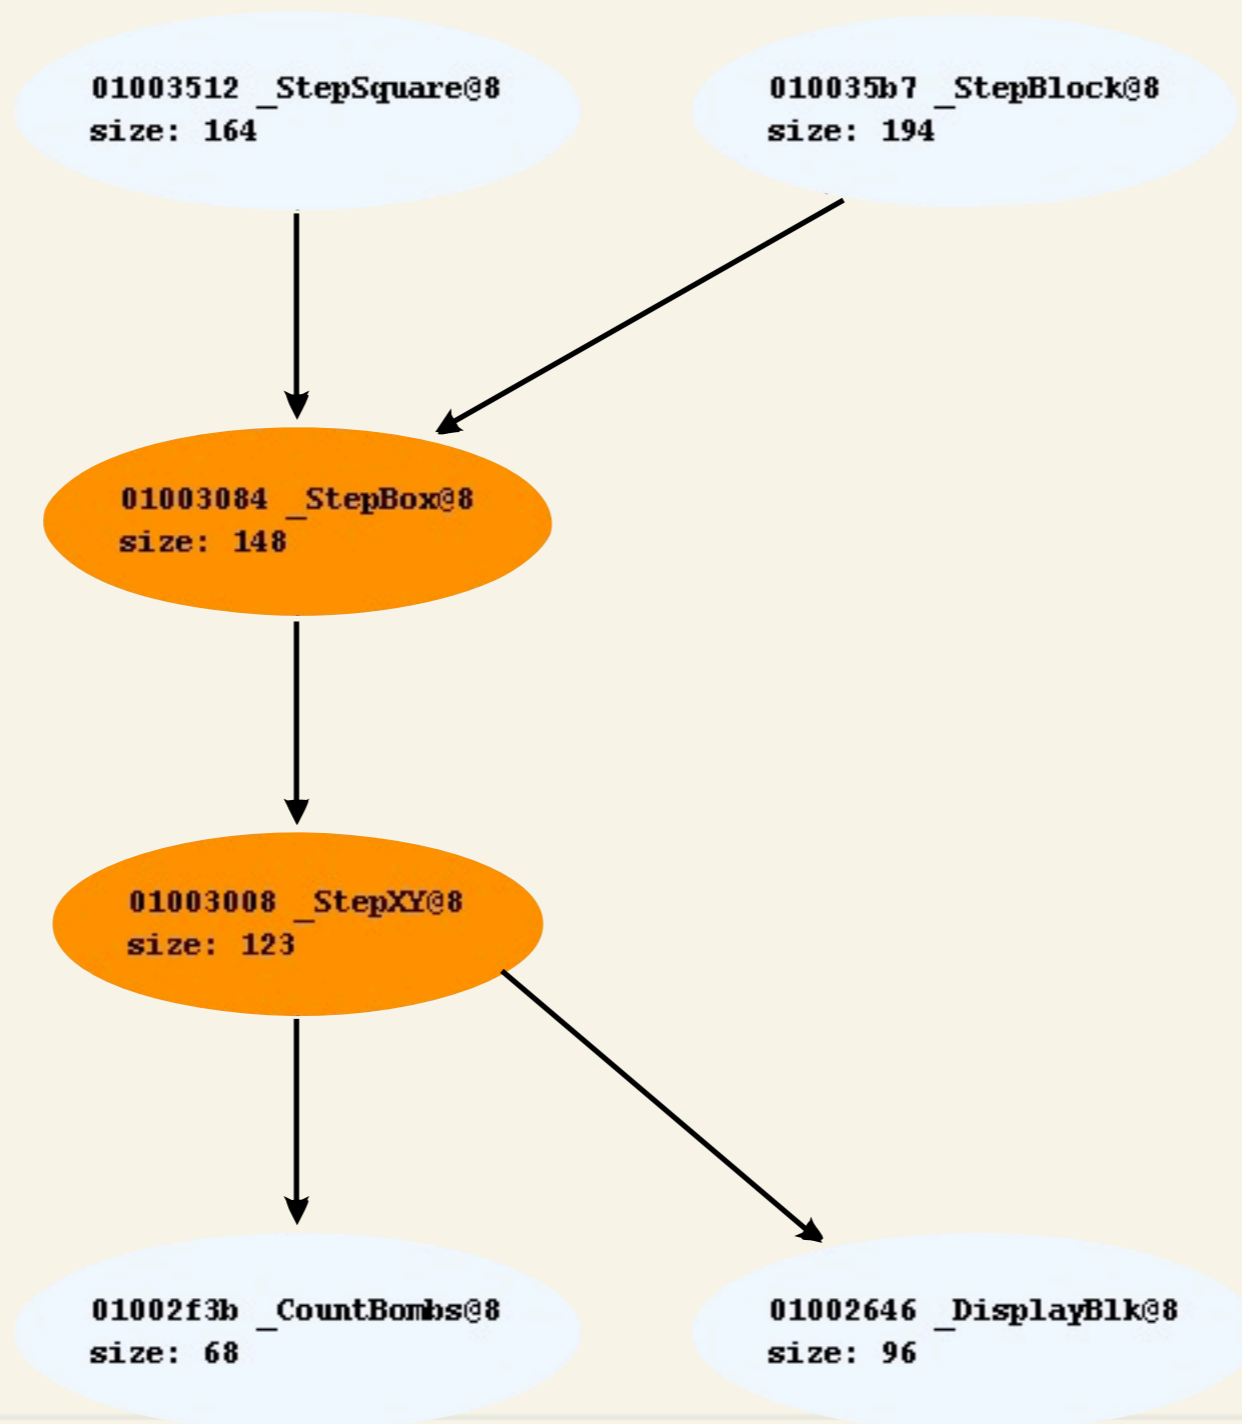 01003512 _StepSquare@8
size: 164
010035b7 _StepBlock@8
size: 194
01003084 _StepBox@8
size: 148
01003008 _StepXY@8
size: 123
01002f3b _CountBombs@8
size: 68
01002646 _DisplayBlk@8
size: 96